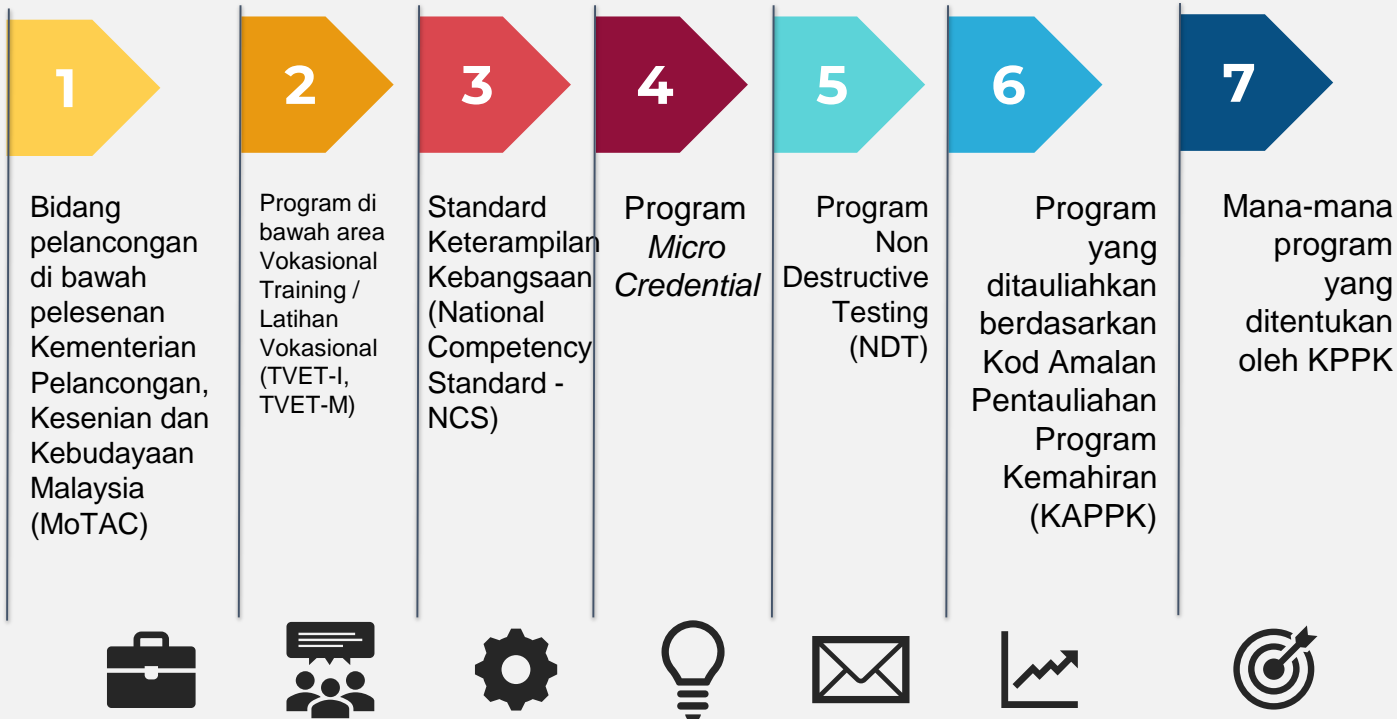 1
Bidang
pelancongan
di bawah
pelesenan
Kementerian
Pelancongan,
Kesenian dan
Kebudayaan
Malaysia
(MoTAC)
2
Program di
bawah area
Vokasional
Training /
Latihan
Vokasional
(TVET-I,
TVET-M)
3
Standard
Keterampilan
Kebangsaan
(National
Competency
Standard -
NCS)
4
Program
Micro
Credential
5
Program
Non
Destructive
Testing
(NDT)
6
Program
yang
ditauliahkan
berdasarkan
Kod Amalan
Pentauliahan
Program
Kemahiran
(KAPPK)
7
Mana-mana
program
yang
ditentukan
oleh KPPK